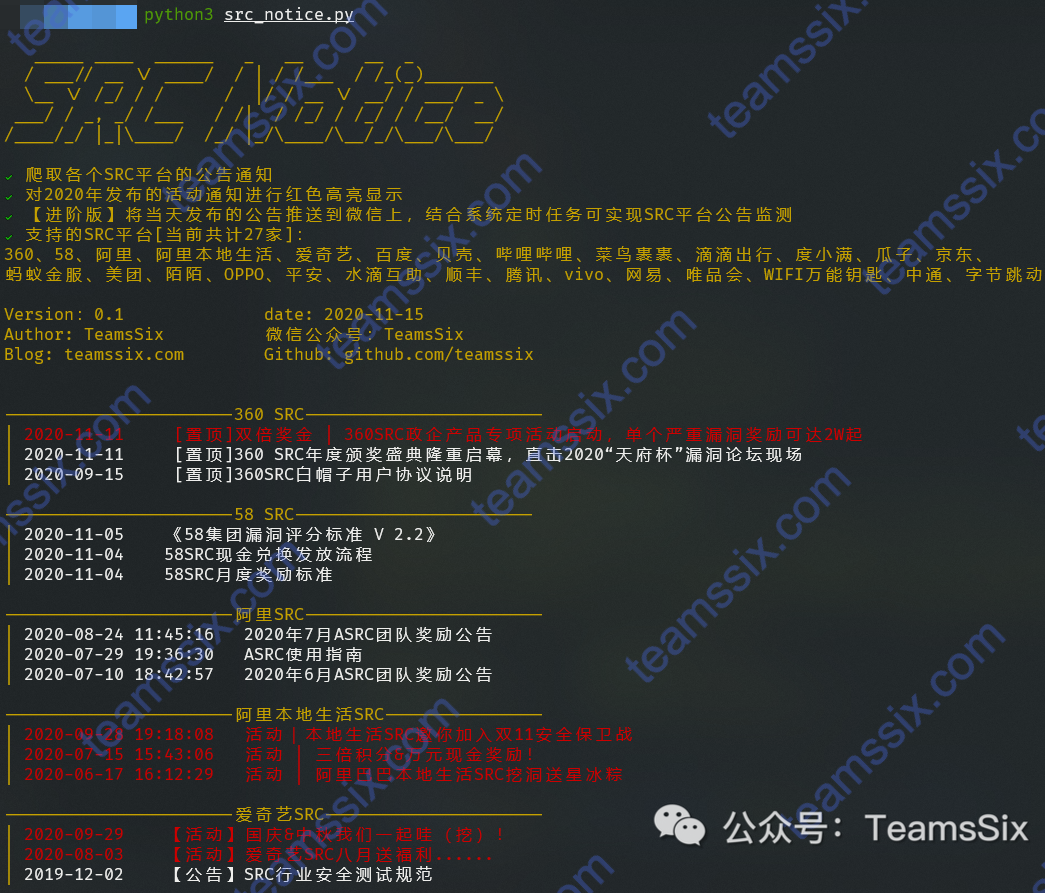 python3 src_notice.py
SRC Notice
✓ 爬取各个SRC平台的公告通知
✓ 对2020年发布的活动通知进行红色高亮显示
✓ 【进阶版】将当天发布的公告推送到微信上，结合系统定时任务可实现SRC平台公告监测
✓ 支持的SRC平台[当前共计27家]：
360、58、阿里、阿里本地生活、爱奇艺、百度、贝壳、哔哩哔哩、菜鸟裹裹、滴滴出行、度小满、瓜子、京东、
蚂蚁金服、美团、陌陌、OPPO、平安、水滴互助、顺丰、腾讯、vivo、网易、唯品会、WIFI万能钥匙、中通、字节跳动
Version: 0.1 date: 2020-11-15
Author: TeamsSix 微信公众号: TeamsSix
Blog: teamssix.com Github: github.com/teamssix
360 SRC
2020-11-11 [置顶]双倍奖金 | 360SRC政企产品专项活动启动，单个严重漏洞奖励可达2W起
2020-11-11 [置顶]360 SRC年度颁奖盛典隆重启幕，直击2020“天府杯”漏洞论坛现场
2020-09-15 [置顶]360SRC白帽子用户协议说明
58 SRC
2020-11-05 《58集团漏洞评分标准 V 2.2》
2020-11-04 58SRC现金兑换发放流程
2020-11-04 58SRC月度奖励标准
阿里SRC
2020-08-24 11:45:16 2020年7月ASRC团队奖励公告
2020-07-29 19:36:30 ASRC使用指南
2020-07-10 18:42:57 2020年6月ASRC团队奖励公告
阿里本地生活SRC
2020-09-28 19:18:08 活动｜本地生活SRC邀你加入双11安全保卫战
2020-07-15 15:43:06 活动 | 三倍积分&万元现金奖励！
2020-06-17 16:12:29 活动 | 阿里巴巴本地生活SRC挖洞送星冰粽
爱奇艺SRC
2020-09-29 【活动】国庆&中秋我们一起哇（挖）！
2020-08-03 【活动】爱奇艺SRC八月送福利......
2019-12-02 【公告】SRC行业安全测试规范
公众号：TeamsSix
teamssix.com